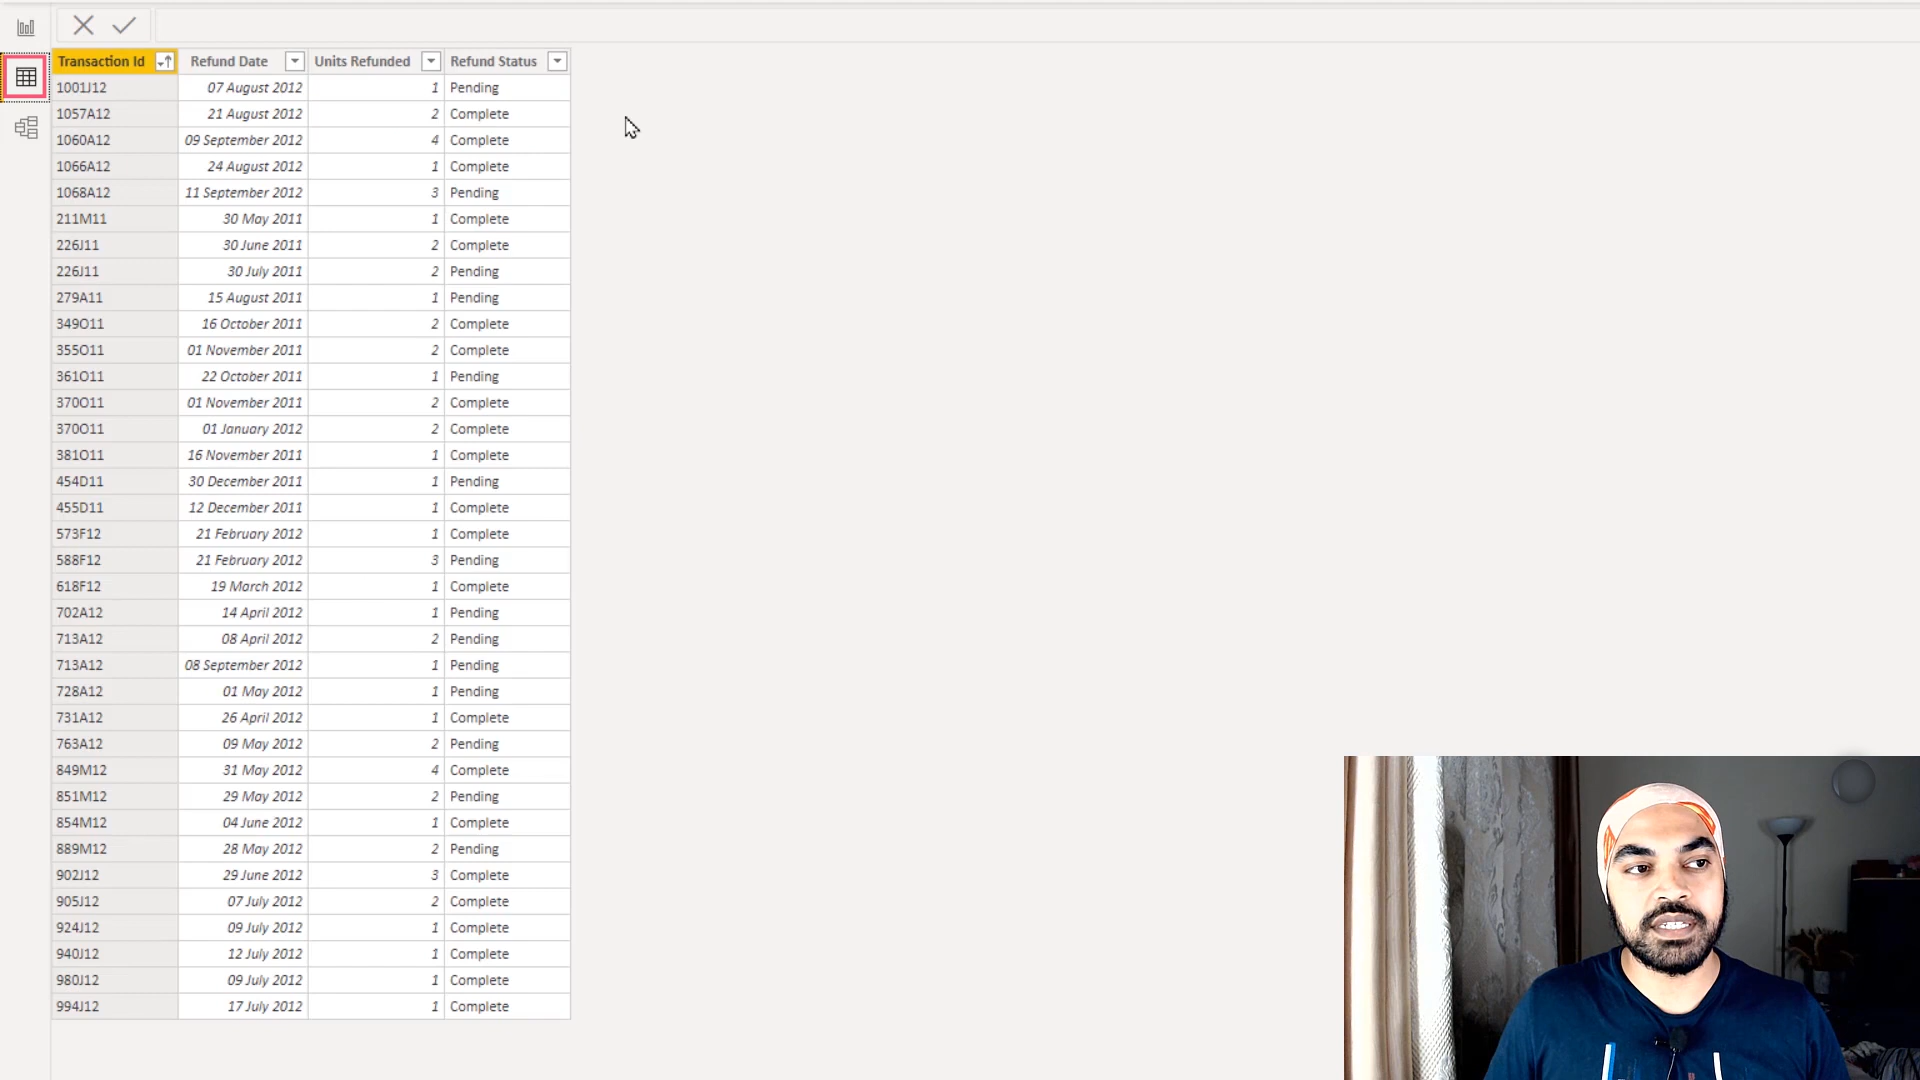 Transaction Id Refund Date Units Refunded Refund Status
1001J12 07 August 2012 1 Pending
1057A12 21 August 2012 2 Complete
1060A12 09 September 2012 4 Complete
1066A12 24 August 2012 1 Complete
1068A12 11 September 2012 3 Pending
211M11 30 May 2011 1 Complete
226J11 30 June 2011 2 Complete
226J11 30 July 2011 2 Pending
279A11 15 August 2011 1 Pending
349O11 16 October 2011 2 Complete
355O11 01 November 2011 2 Complete
361O11 22 October 2011 1 Pending
370O11 01 November 2011 2 Complete
370O11 01 January 2012 2 Complete
381O11 16 November 2011 1 Complete
454D11 30 December 2011 1 Pending
455D11 12 December 2011 1 Complete
573F12 21 February 2012 1 Complete
588F12 21 February 2012 3 Pending
618F12 19 March 2012 1 Complete
702A12 14 April 2012 1 Pending
713A12 08 April 2012 2 Pending
713A12 08 September 2012 1 Pending
728A12 01 May 2012 1 Pending
731A12 26 April 2012 1 Complete
763A12 09 May 2012 2 Pending
849M12 31 May 2012 4 Complete
851M12 29 May 2012 2 Pending
854M12 04 June 2012 1 Complete
889M12 28 May 2012 2 Pending
902J12 29 June 2012 3 Complete
905J12 07 July 2012 2 Complete
924J12 09 July 2012 1 Complete
940J12 12 July 2012 1 Complete
980J12 09 July 2012 1 Complete
994J12 17 July 2012 1 Complete